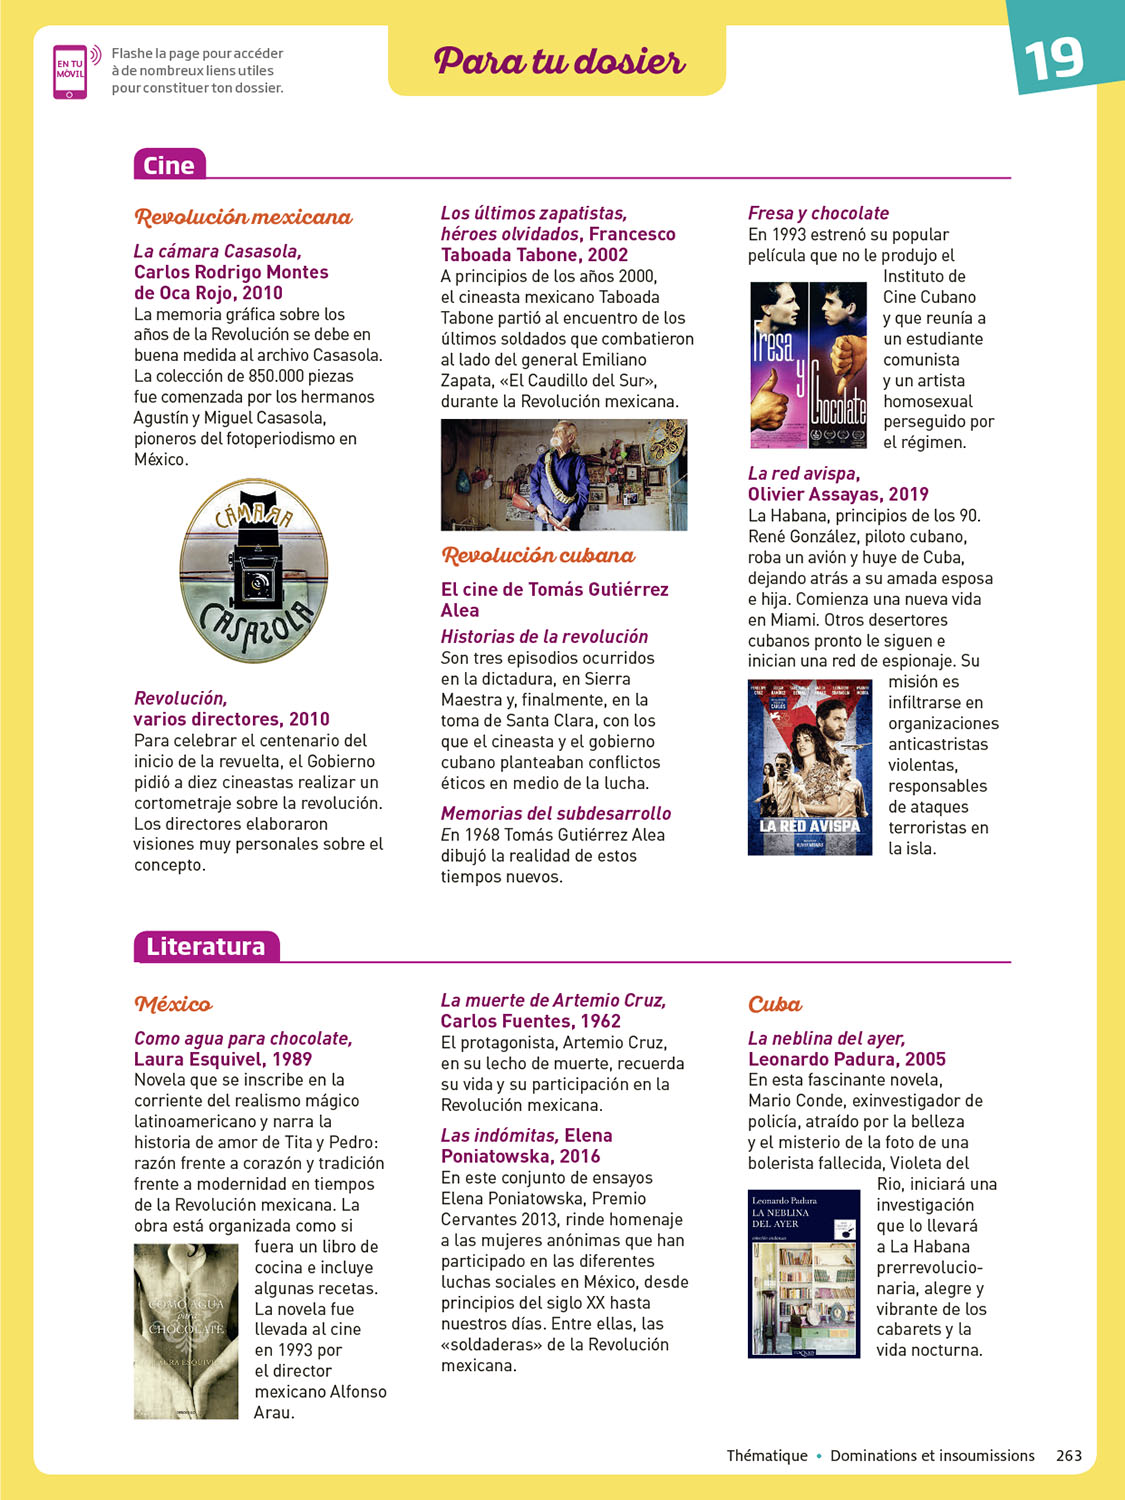 EN TU
MÓVIL
Flashe la page pour accéder
à de nombreux liens utiles
pour constituer ton dossier.
Para tu dosier
19
Cine
Revolución mexicana
La cámara Casasola,
Carlos Rodrigo Montes
de Oca Rojo, 2010
La memoria gráfica sobre los
años de la Revolución se debe en
buena medida al archivo Casasola.
La colección de 850.000 piezas
fue comenzada por los hermanos
Agustín y Miguel Casasola,
pioneros del fotoperiodismo en
México.
CÁMARA
CASASOLA
Revolución,
varios directores, 2010
Para celebrar el centenario del
inicio de la revuelta, el Gobierno
pidió a diez cineastas realizar un
cortometraje sobre la revolución.
Los directores elaboraron
visiones muy personales sobre el
concepto.
Los últimos zapatistas,
héroes olvidados, Francesco
Taboada Tabone, 2002
A principios de los años 2000,
el cineasta mexicano Taboada
Tabone partió al encuentro de los
últimos soldados que combatieron
al lado del general Emiliano
Zapata, «El Caudillo del Sur»,
durante la Revolución mexicana.
Revolución cubana
El cine de Tomás Gutiérrez
Alea
Historias de la revolución
Son tres episodios ocurridos
en la dictadura, en Sierra
Maestra y, finalmente, en la
toma de Santa Clara, con los
que el cineasta y el gobierno
cubano planteaban conflictos
éticos en medio de la lucha.
Memorias del subdesarrollo
En 1968 Tomás Gutiérrez Alea
dibujó la realidad de estos
tiempos nuevos.
Fresa y chocolate
En 1993 estrenó su popular
película que no le produjo el
Instituto de
Cine Cubano
y que reunía a
un estudiante
comunista
y un artista
homosexual
perseguido por
el régimen.
Fresa
y
Chocolate
La red avispa,
Olivier Assayas, 2019
La Habana, principios de los 90.
René González, piloto cubano,
roba un avión y huye de Cuba,
dejando atrás a su amada esposa
e hija. Comienza una nueva vida
en Miami. Otros desertores
cubanos pronto le siguen e
inician una red de espionaje. Su
misión es
infiltrarse en
organizaciones
anticastristas
violentas,
responsables
de ataques
terroristas en
la isla.
LA RED AVISPA
Literatura
México
Como agua para chocolate,
Laura Esquivel, 1989
Novela que se inscribe en la
corriente del realismo mágico
latinoamericano y narra la
historia de amor de Tita y Pedro:
razón frente a corazón y tradición
frente a modernidad en tiempos
de la Revolución mexicana. La
obra está organizada como si
fuera un libro de
cocina e incluye
algunas recetas.
La novela fue
llevada al cine
en 1993 por
el director
mexicano Alfonso
Arau.
COMO AGUA
para
CHOCOLATE
LAURA ESQUIVEL
La muerte de Artemio Cruz,
Carlos Fuentes, 1962
El protagonista, Artemio Cruz,
en su lecho de muerte, recuerda
su vida y su participación en la
Revolución mexicana.
Las indómitas, Elena
Poniatowska, 2016
En este conjunto de ensayos
Elena Poniatowska, Premio
Cervantes 2013, rinde homenaje
a las mujeres anónimas que han
participado en las diferentes
luchas sociales en México, desde
principios del siglo XX hasta
nuestros días. Entre ellas, las
«soldaderas» de la Revolución
mexicana.
Cuba
La neblina del ayer,
Leonardo Padura, 2005
En esta fascinante novela,
Mario Conde, exinvestigador de
policía, atraído por la belleza
y el misterio de la foto de una
bolerista fallecida, Violeta del
Rio, iniciará una
investigación
que lo llevará
a La Habana
prerrevolucio-
naria, alegre y
vibrante de los
cabarets y la
vida nocturna.
Leonardo Padura
LA NEBLINA
DEL AYER
Thématique • Dominations et insoumissions 263